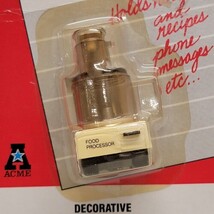 Holds
and
recipes
phone
messages
etc...
FOOD
PROCESSOR
A
ACME
DECORATIVE